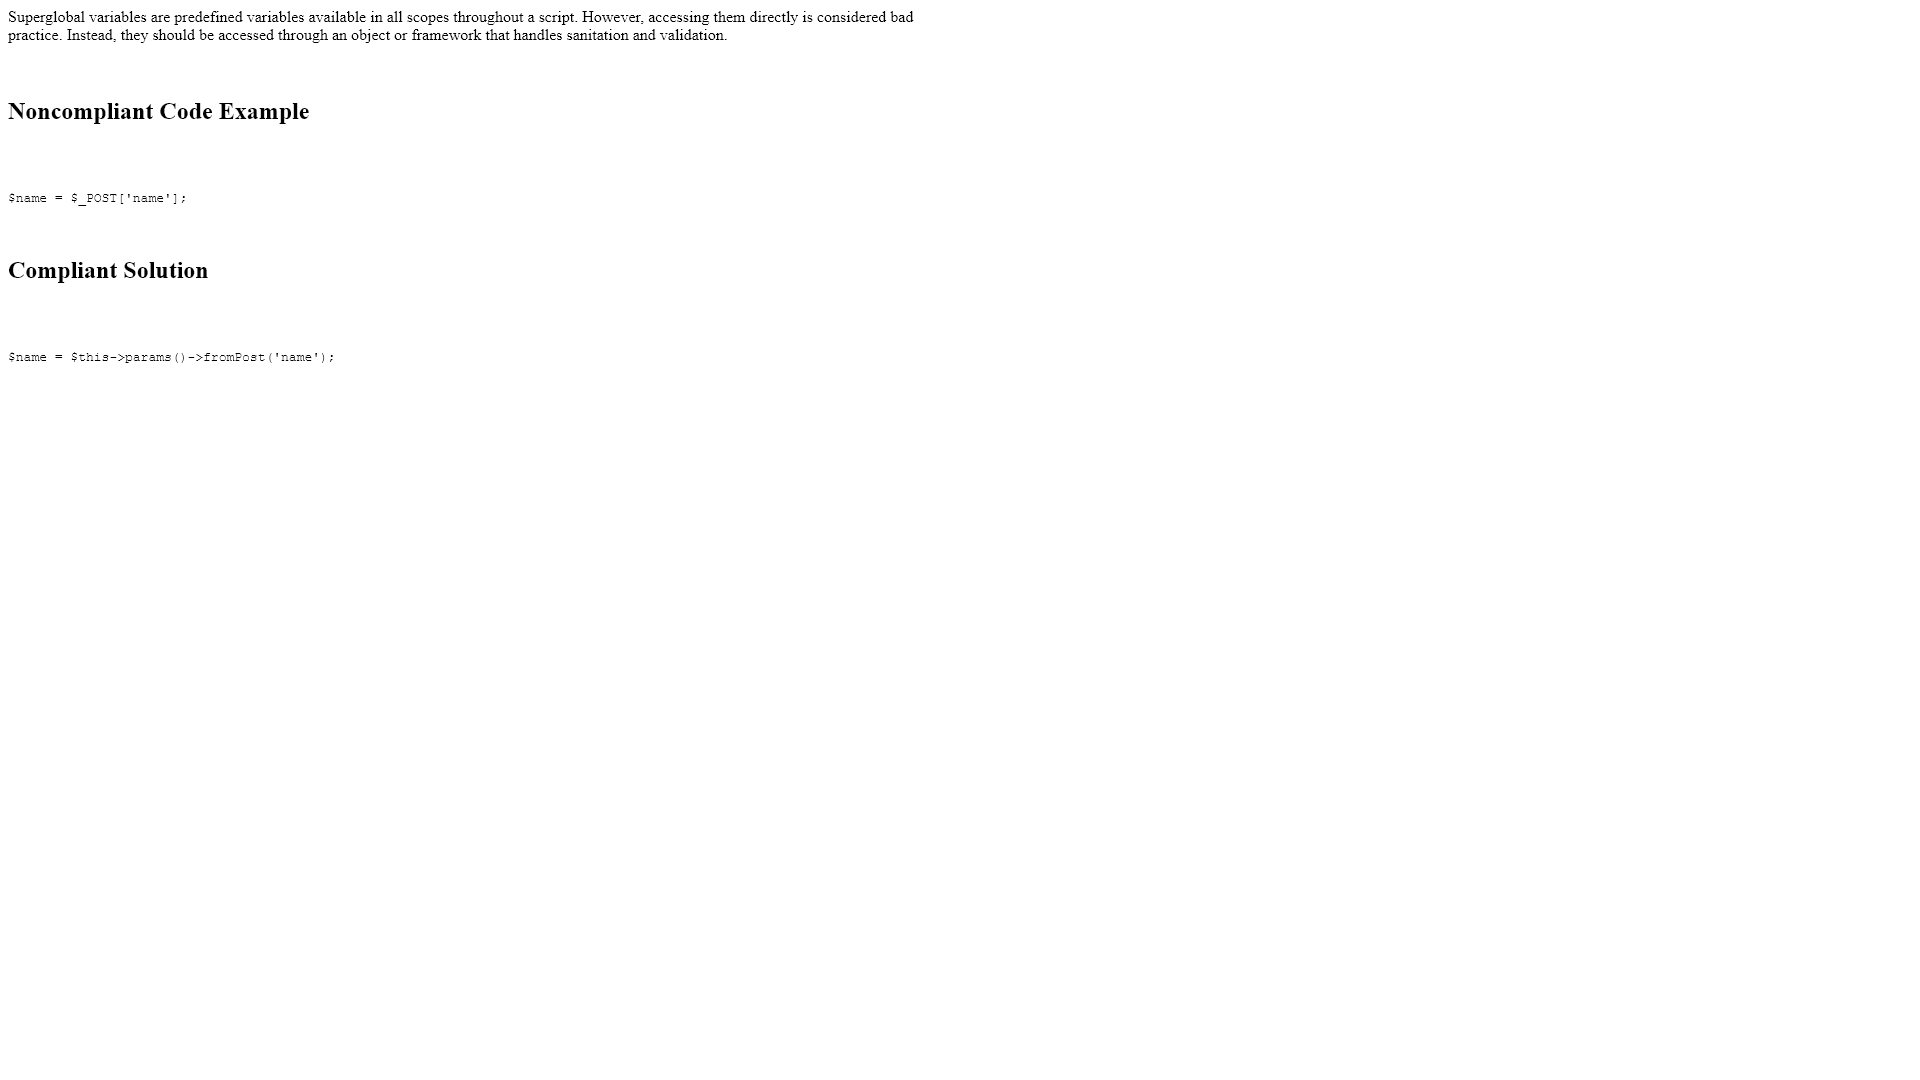 Superglobal variables are predefined variables available in all scopes throughout a script. However, accessing them directly is considered bad
practice. Instead, they should be accessed through an object or framework that handles sanitation and validation.
Noncompliant Code Example
$name = $_POST['name'];
Compliant Solution
$name = $this->params()->fromPost('name');